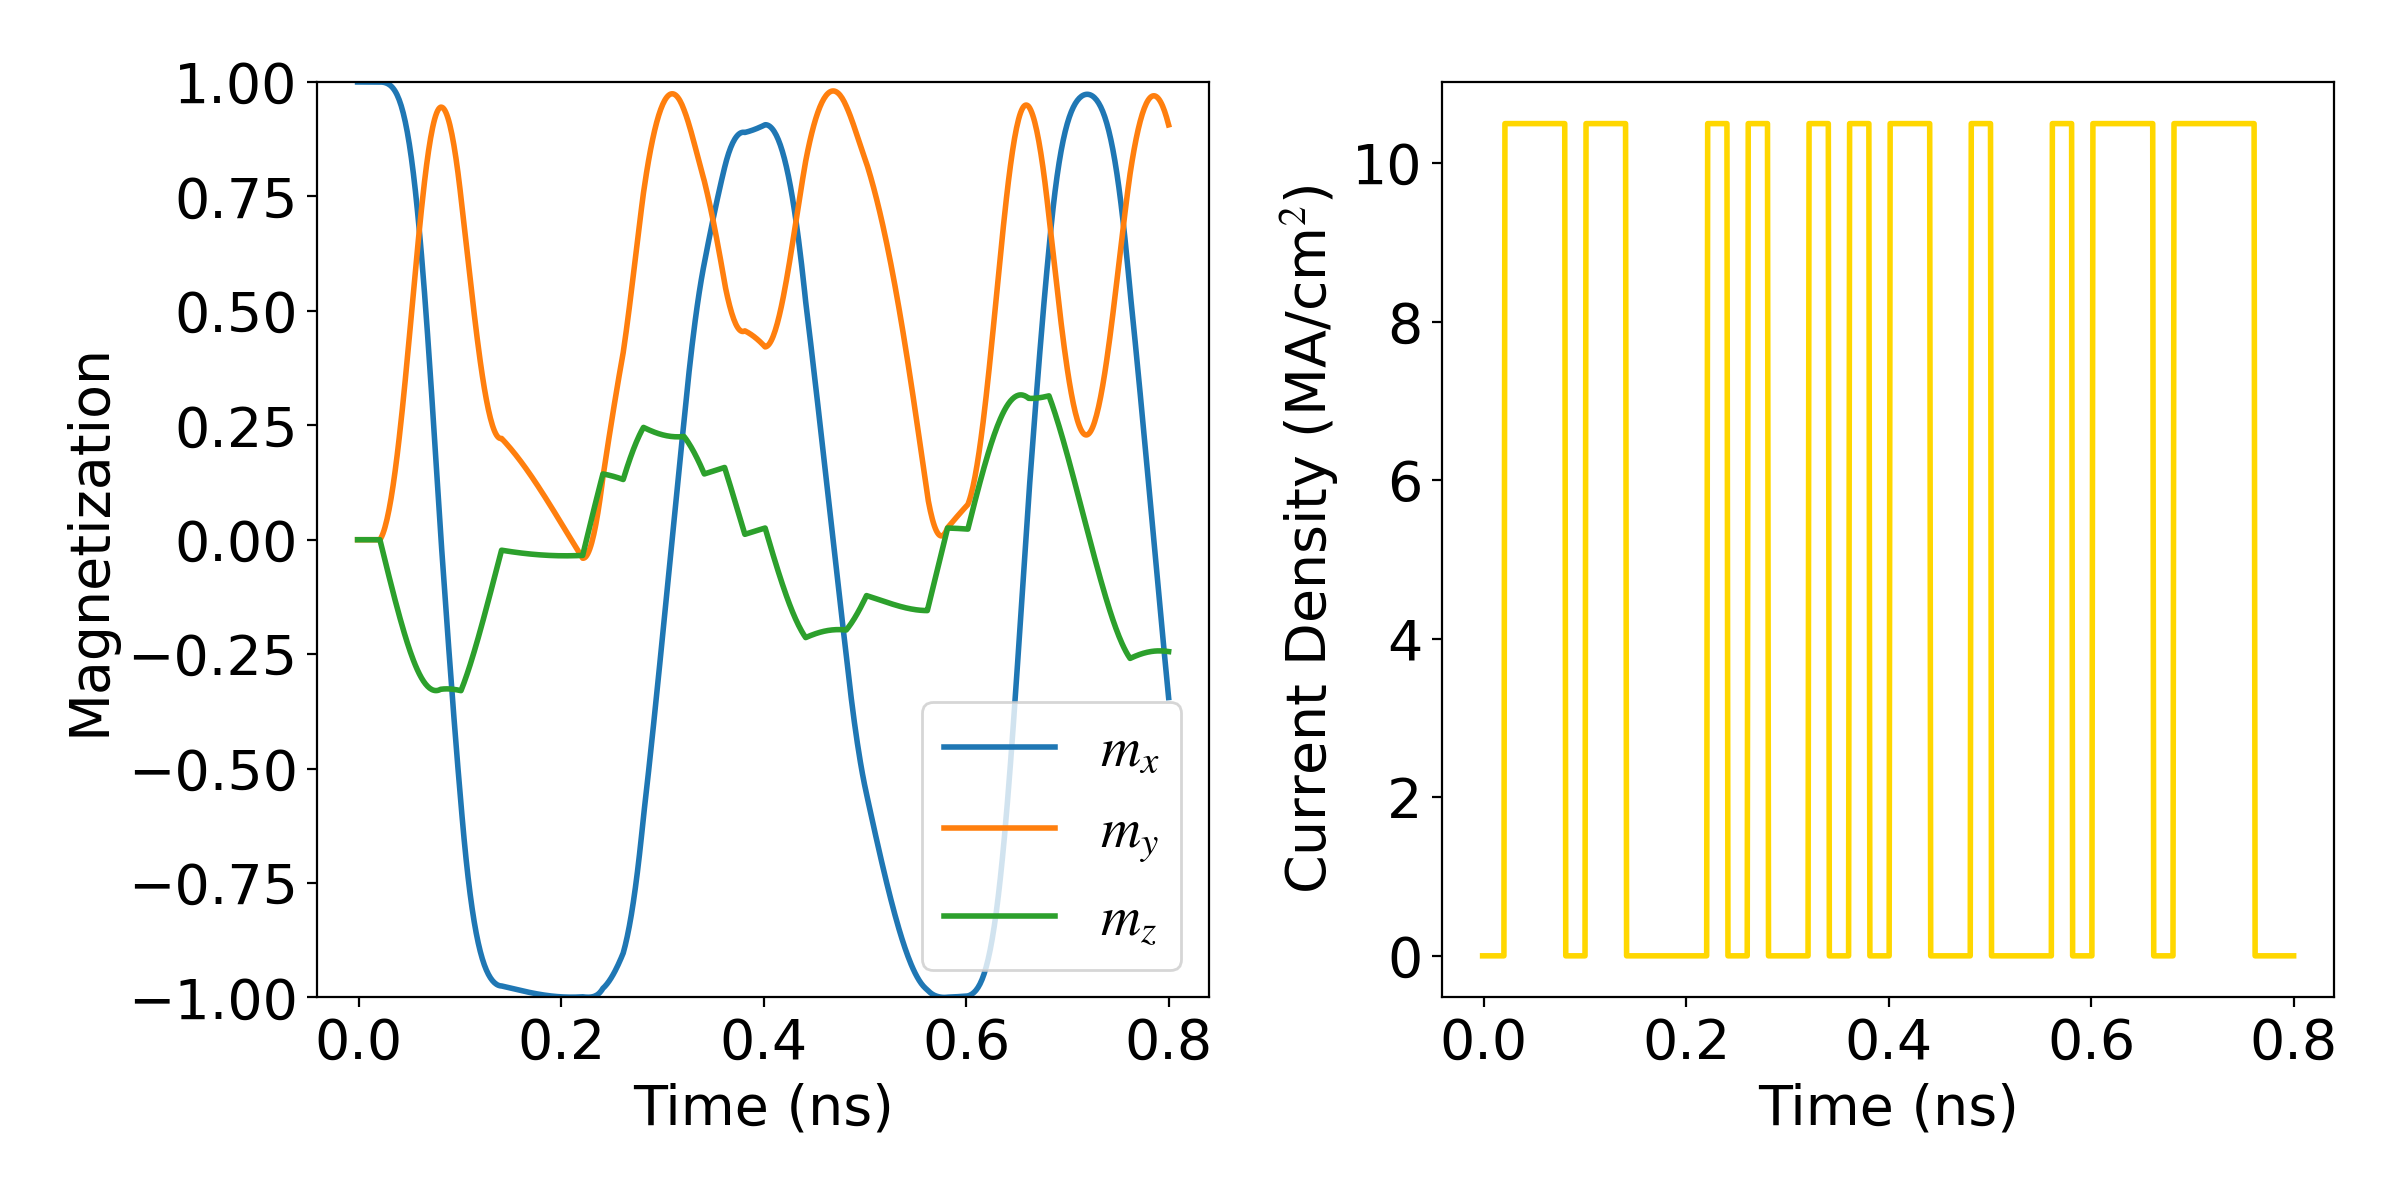 Magnetization
1.00
0.75
0.50
0.25
0.00
−0.25
−0.50
−0.75
−1.00
0.0 0.2 0.4 0.6 0.8
Time (ns)
m_x
m_y
m_z
Current Density (MA/cm²)
10
8
6
4
2
0
0.0 0.2 0.4 0.6 0.8
Time (ns)